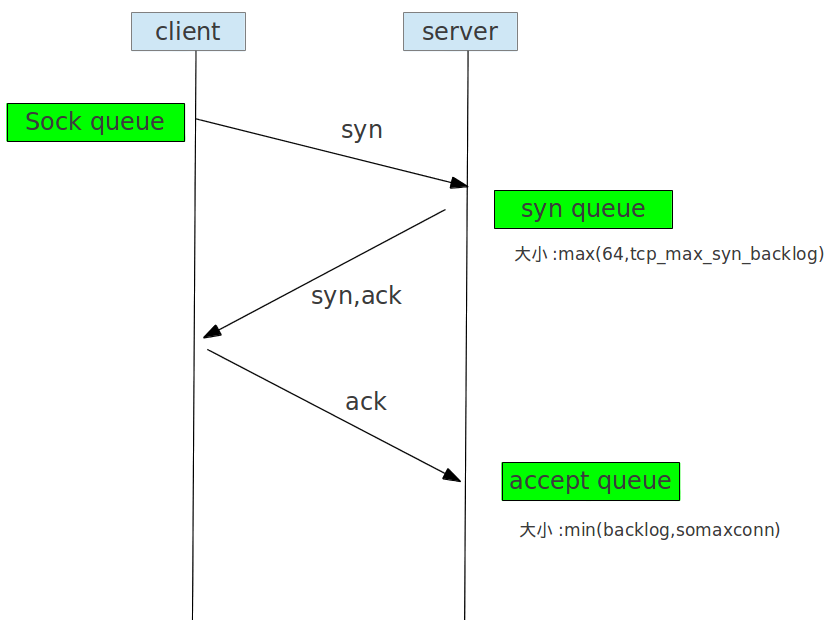 client
server
Sock queue
syn
syn queue
大小 :max(64,tcp_max_syn_backlog)
syn,ack
ack
accept queue
大小 :min(backlog,somaxconn)